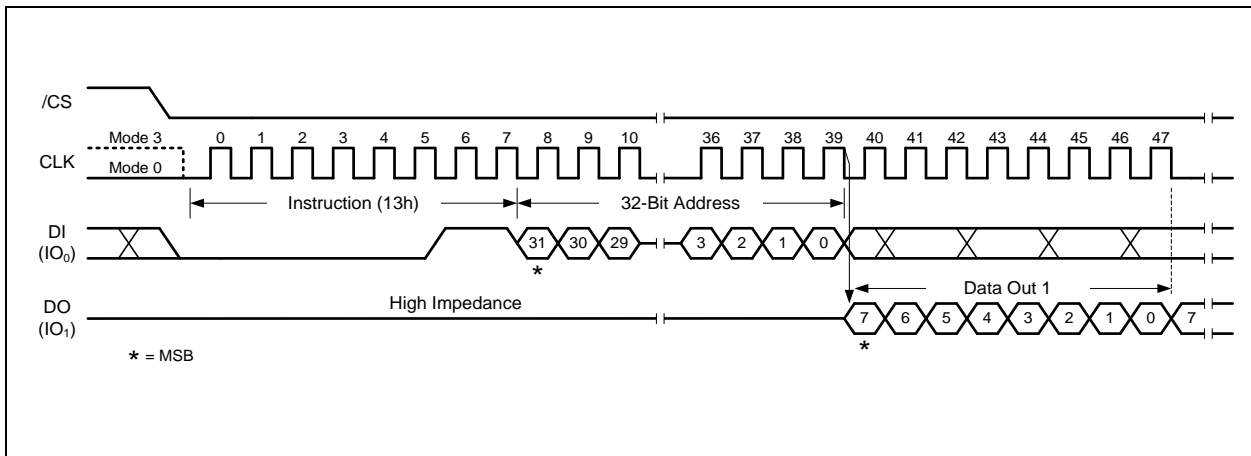 /CS
Mode 3
0 1 2 3 4 5 6 7 8 9 10 36 37 38 39 40 41 42 43 44 45 46 47
CLK
Mode 0
Instruction (13h) 32-Bit Address
DI
(IO₀)
31 30 29 3 2 1 0
*
High Impedance Data Out 1
DO
(IO₁)
7 6 5 4 3 2 1 0 7
*
* = MSB